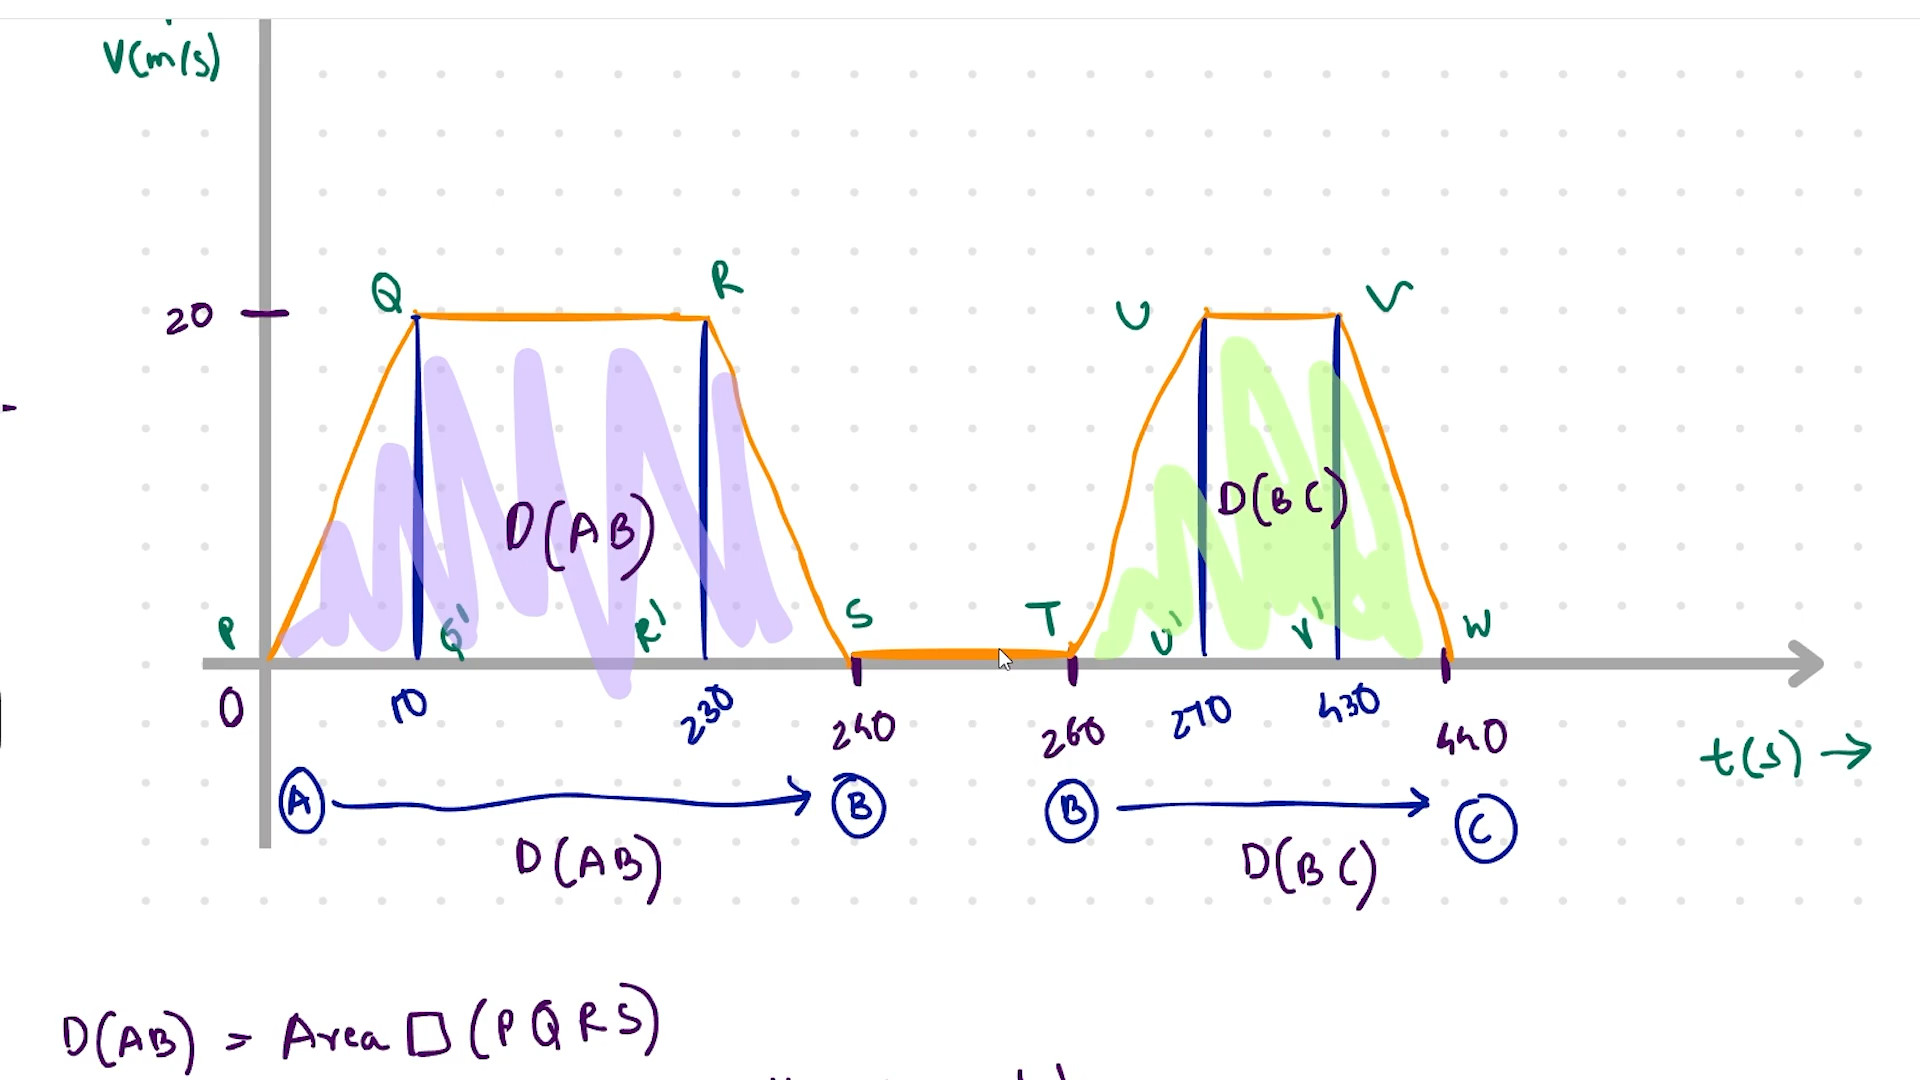 V(m/s)
Q R U V
20
D(AB) D(BC)
P Q' R' S T U' V' W
0 10 230 240 260 270 430 440 t(s) →
A B B C
D(AB) D(BC)
D(AB) = Area □ (PQRS)